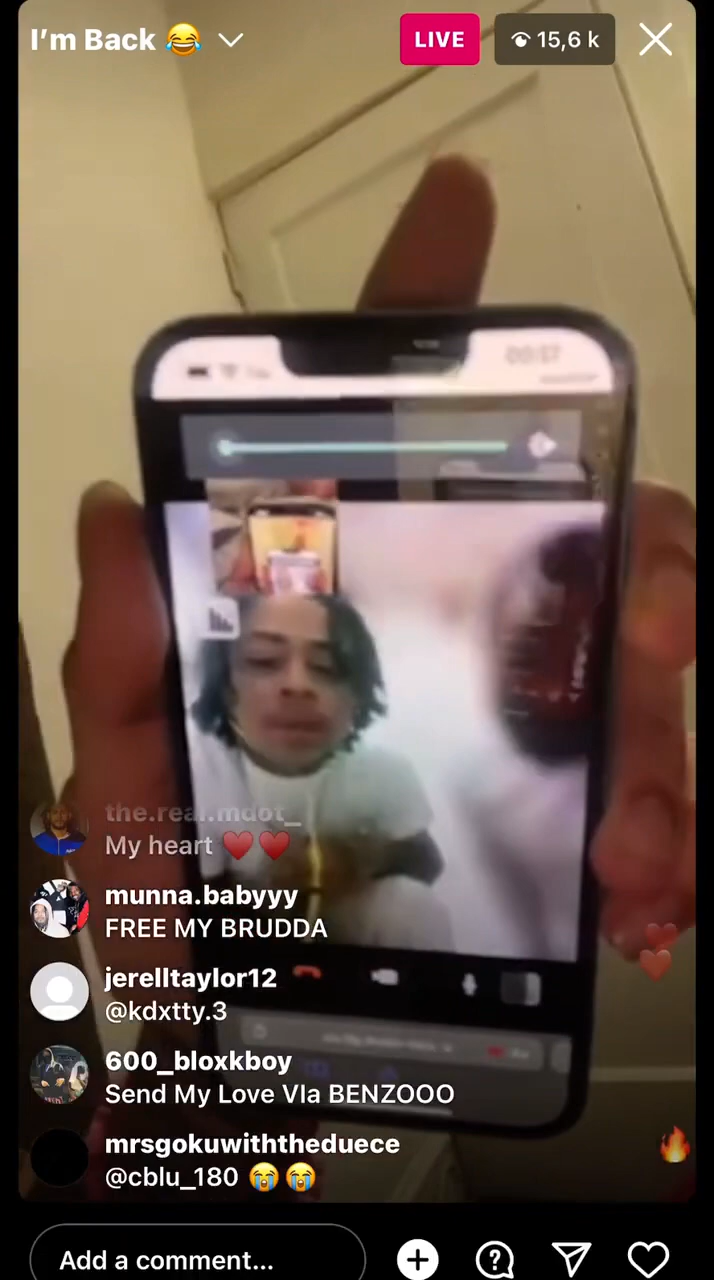 I'm Back 😂
LIVE
15,6 k
the.real.mdot_
My heart ❤️❤️
munna.babyyy
FREE MY BRUDDA
jerelltaylor12
@kdxtty.3
600_bloxkboy
Send My Love VIa BENZOOO
mrsgokuwiththeduece
@cblu_180 😭😭
Add a comment...